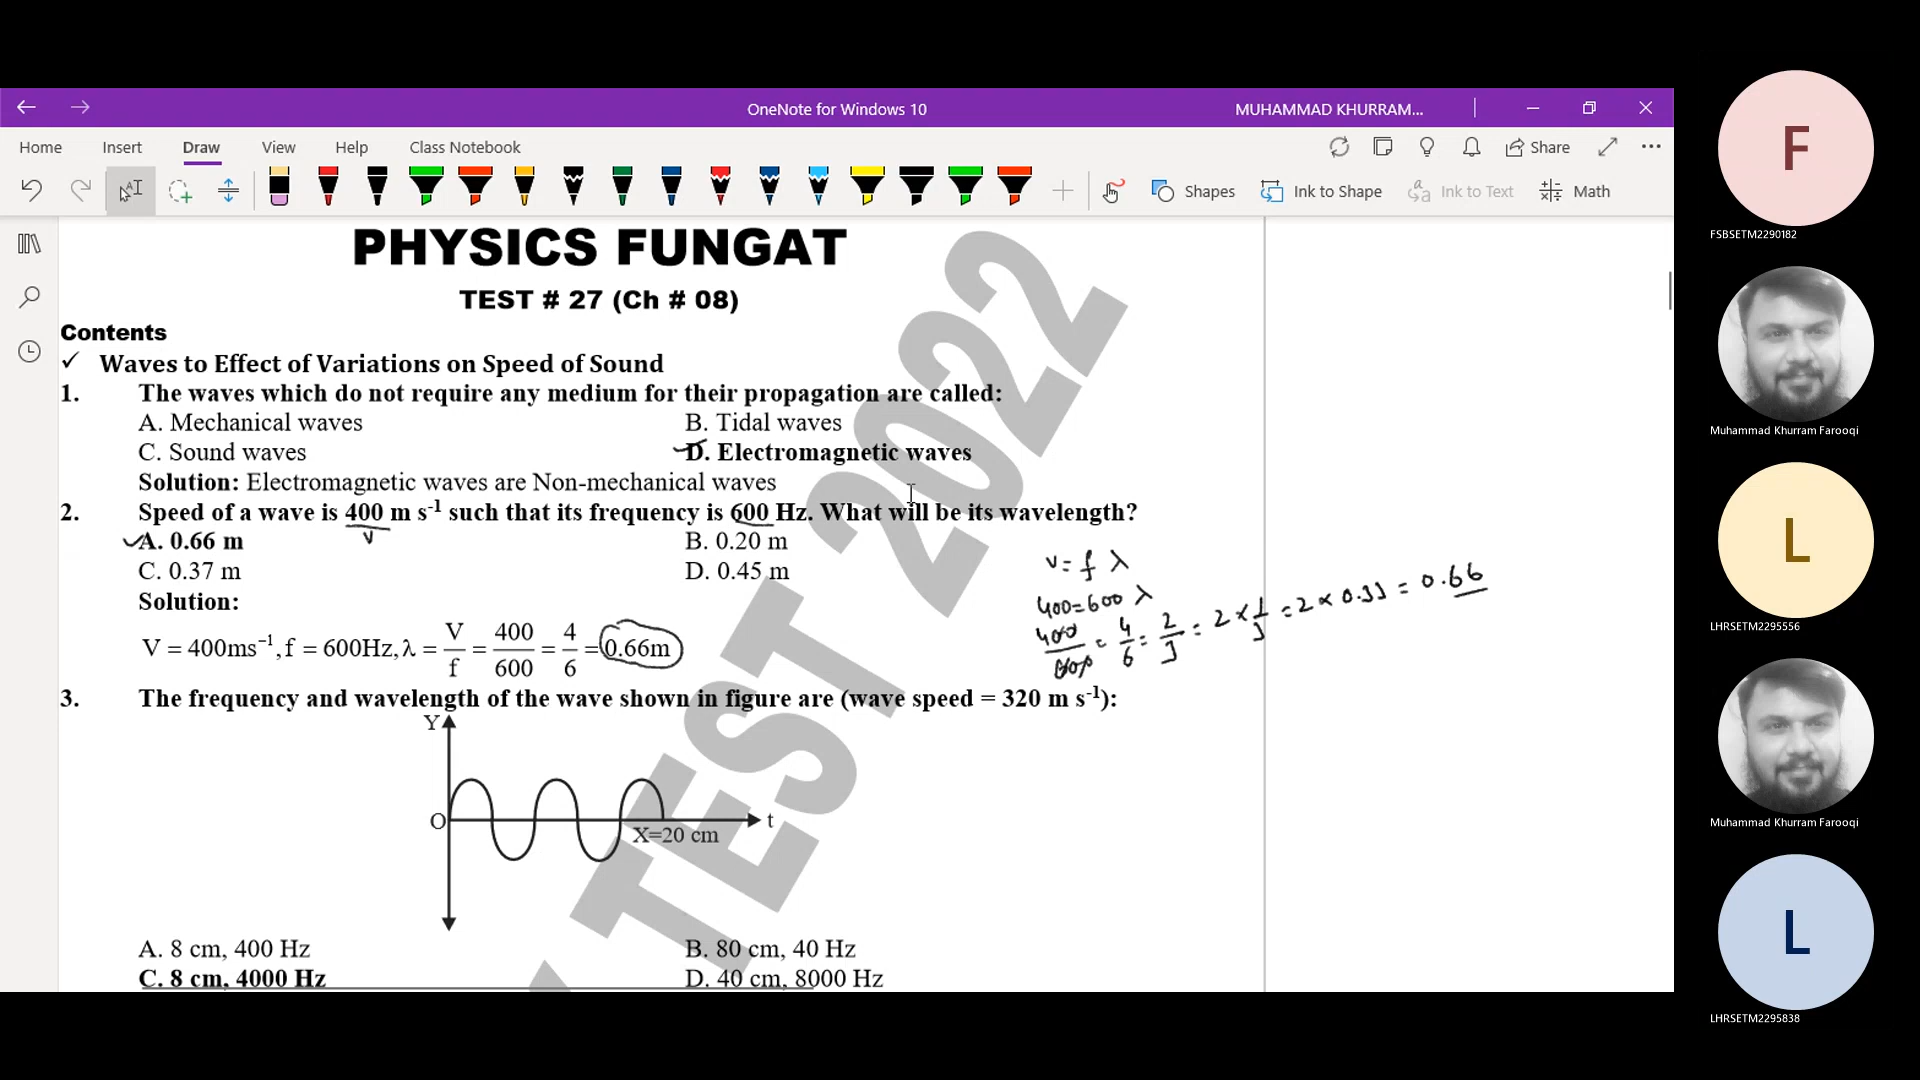 OneNote for Windows 10
MUHAMMAD KHURRAM...
Home Insert Draw View Help Class Notebook
Share
Shapes Ink to Shape Ink to Text Math
PHYSICS FUNGAT
TEST # 27 (Ch # 08)
Contents
✓ Waves to Effect of Variations on Speed of Sound
1. The waves which do not require any medium for their propagation are called:
A. Mechanical waves B. Tidal waves
C. Sound waves D. Electromagnetic waves
Solution: Electromagnetic waves are Non-mechanical waves
2. Speed of a wave is 400 m s⁻¹ such that its frequency is 600 Hz. What will be its wavelength?
v
A. 0.66 m B. 0.20 m
C. 0.37 m D. 0.45 m
Solution:
V = 400ms⁻¹, f = 600Hz, λ = V/f = 400/600 = 4/6 = 0.66m
v = f λ
400=600 λ
400/600 = 4/6 = 2/3 = 2 × 1/3 = 2 × 0.33 = 0.66
3. The frequency and wavelength of the wave shown in figure are (wave speed = 320 m s⁻¹):
Y
O
t
X=20 cm
A. 8 cm, 400 Hz B. 80 cm, 40 Hz
C. 8 cm, 4000 Hz D. 40 cm, 8000 Hz
TEST 2022
F
FSBSETM2290182
Muhammad Khurram Farooqi
L
LHRSETM2295556
Muhammad Khurram Farooqi
L
LHRSETM2295838